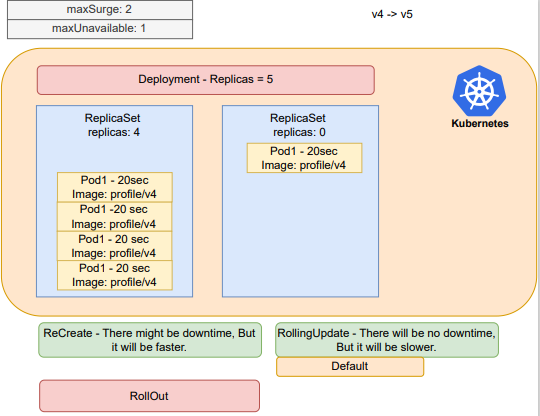 maxSurge: 2
maxUnavailable: 1
v4 -> v5
Deployment - Replicas = 5
Kubernetes
ReplicaSet
replicas: 4
Pod1 - 20sec
Image: profile/v4
Pod1 -20 sec
Image: profile/v4
Pod1 - 20 sec
Image: profile/v4
Pod1 - 20 sec
Image: profile/v4
ReplicaSet
replicas: 0
Pod1 - 20sec
Image: profile/v4
ReCreate - There might be downtime, But
it will be faster.
RollingUpdate - There will be no downtime,
But it will be slower.
Default
RollOut